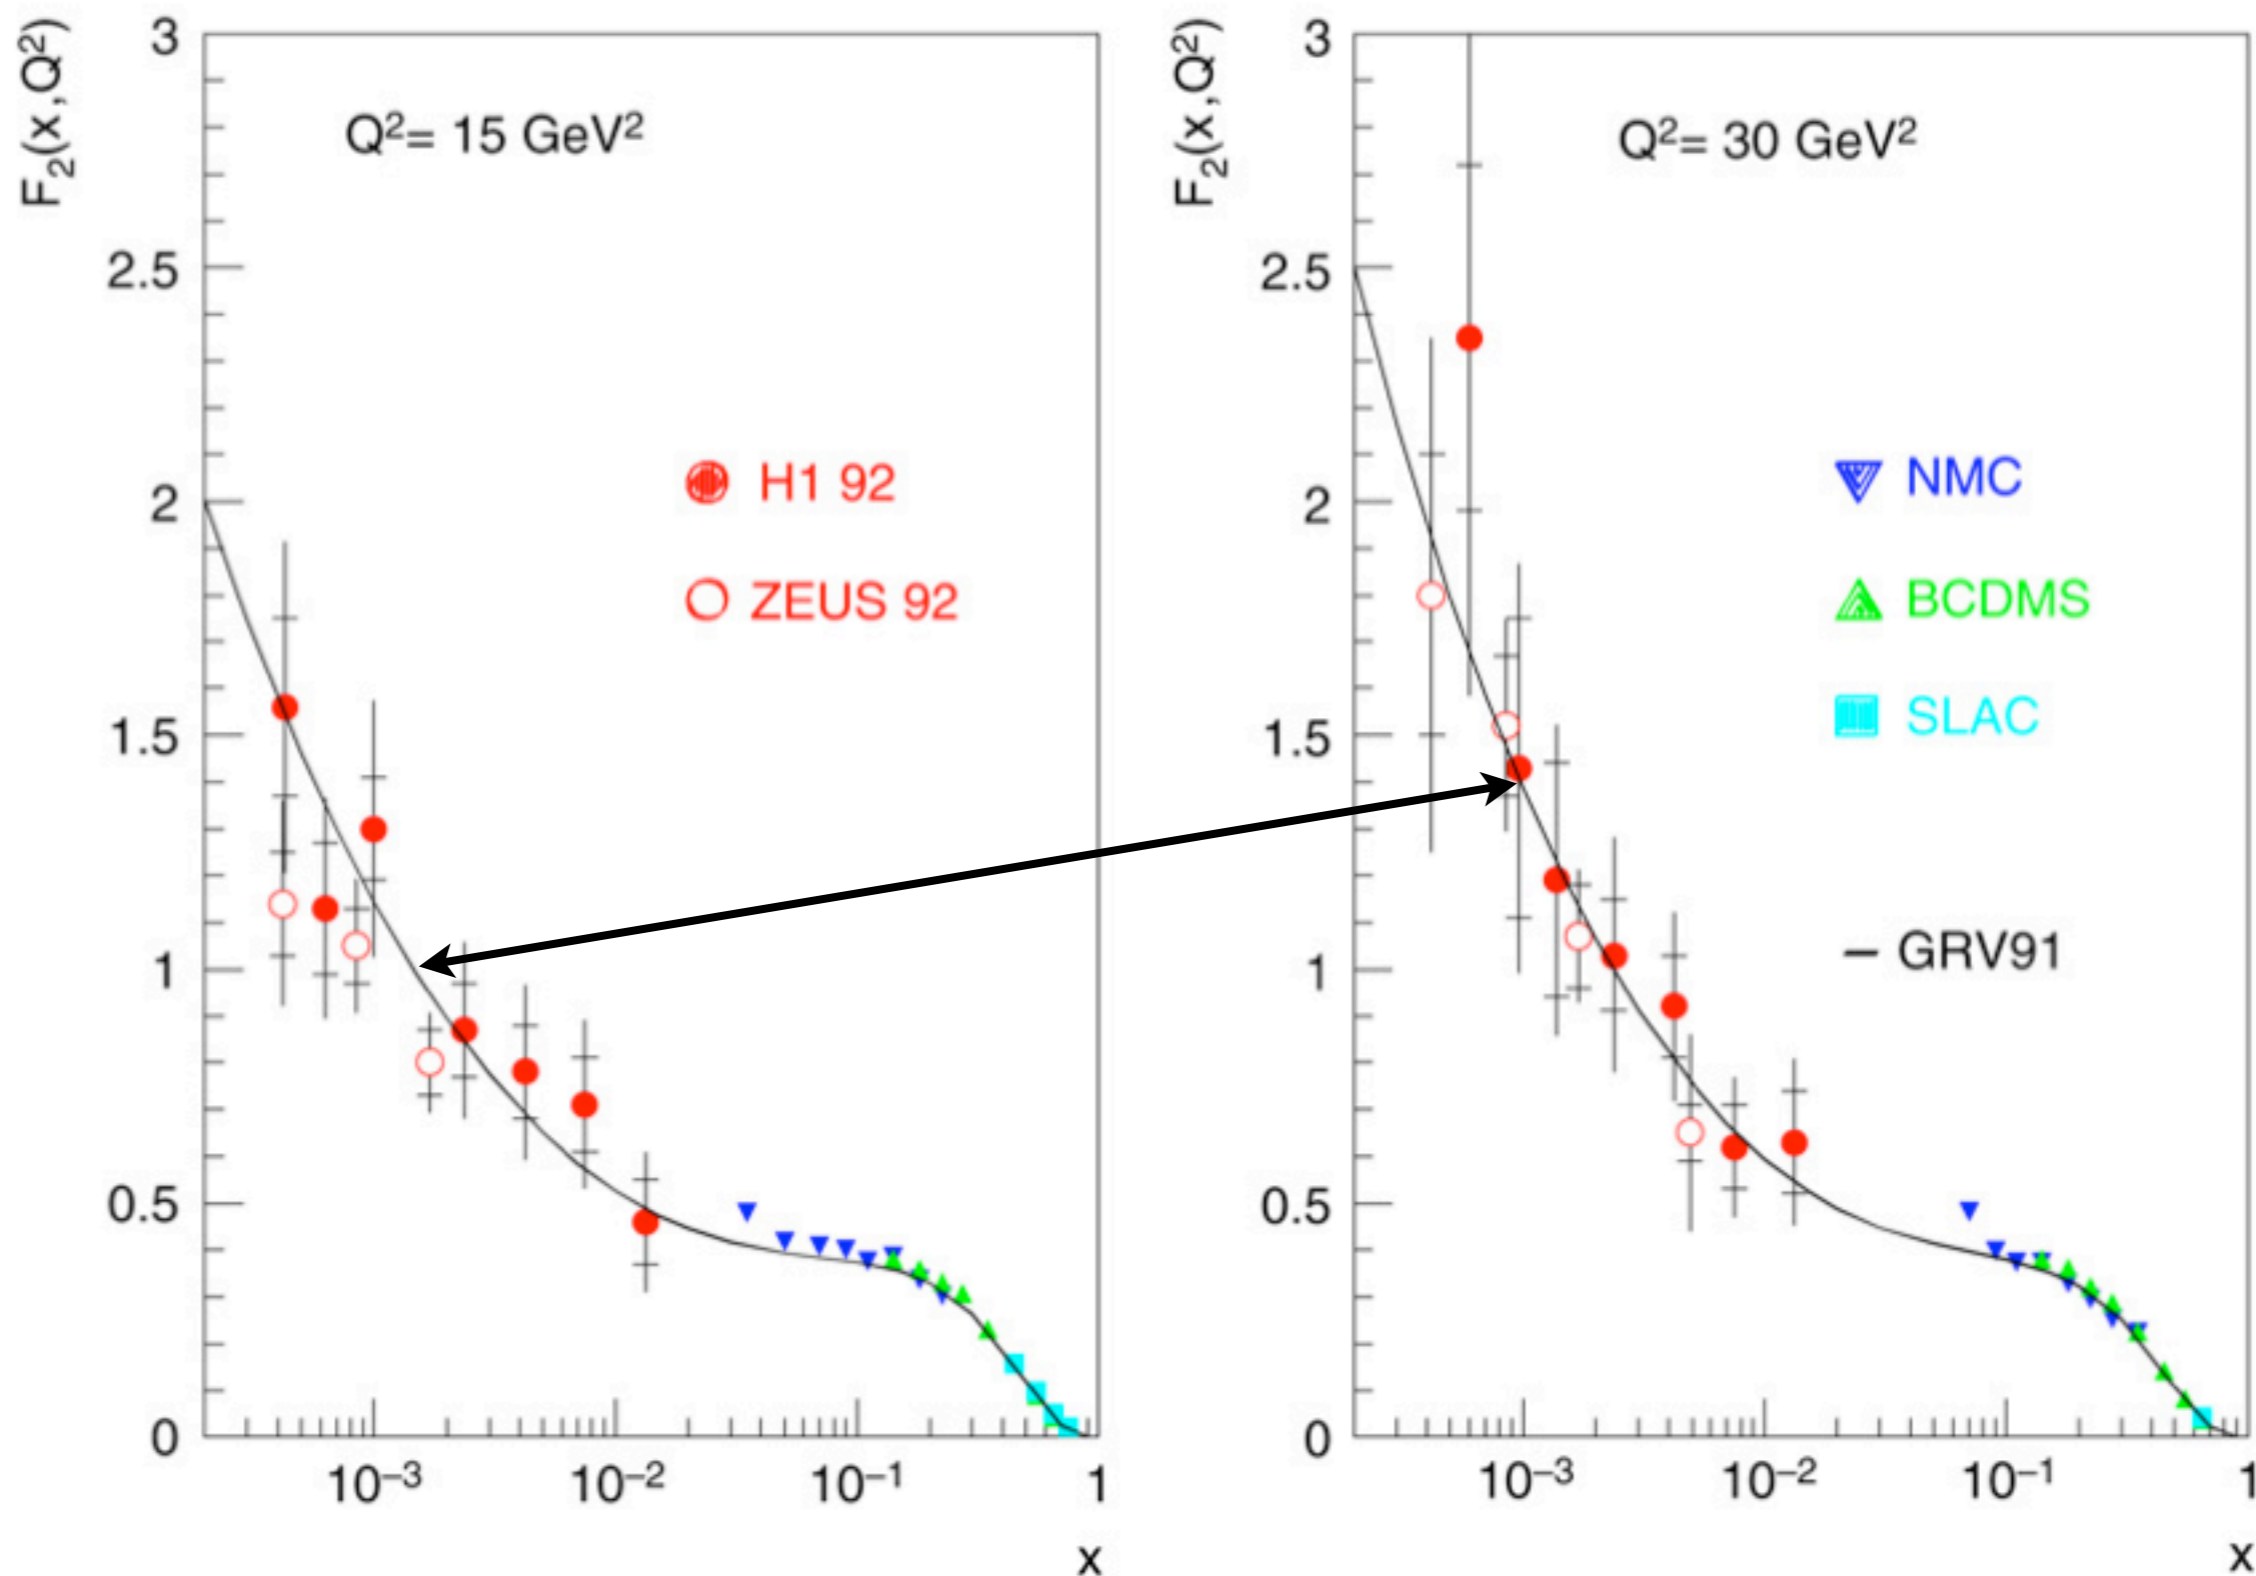 F₂(x,Q²)
Q²= 15 GeV²
H1 92
ZEUS 92
3
2.5
2
1.5
1
0.5
0
10⁻³
10⁻²
10⁻¹
1
x
F₂(x,Q²)
Q²= 30 GeV²
NMC
BCDMS
SLAC
– GRV91
3
2.5
2
1.5
1
0.5
0
10⁻³
10⁻²
10⁻¹
1
x